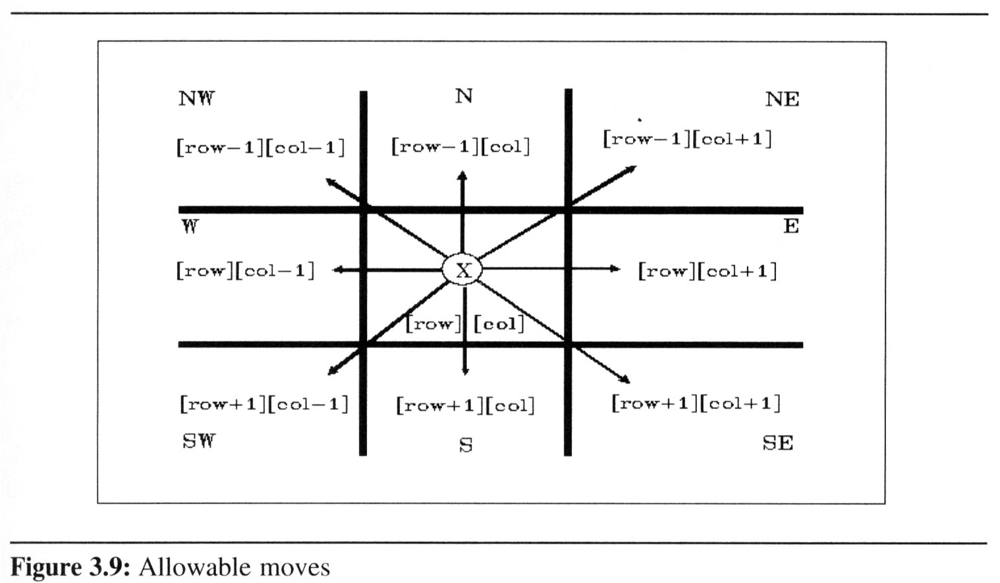 NW N NE
[row−1][col−1] [row−1][col] [row−1][col+1]
W E
[row][col−1] X [row][col+1]
[row] [col]
[row+1][col−1] [row+1][col] [row+1][col+1]
SW S SE
Figure 3.9: Allowable moves